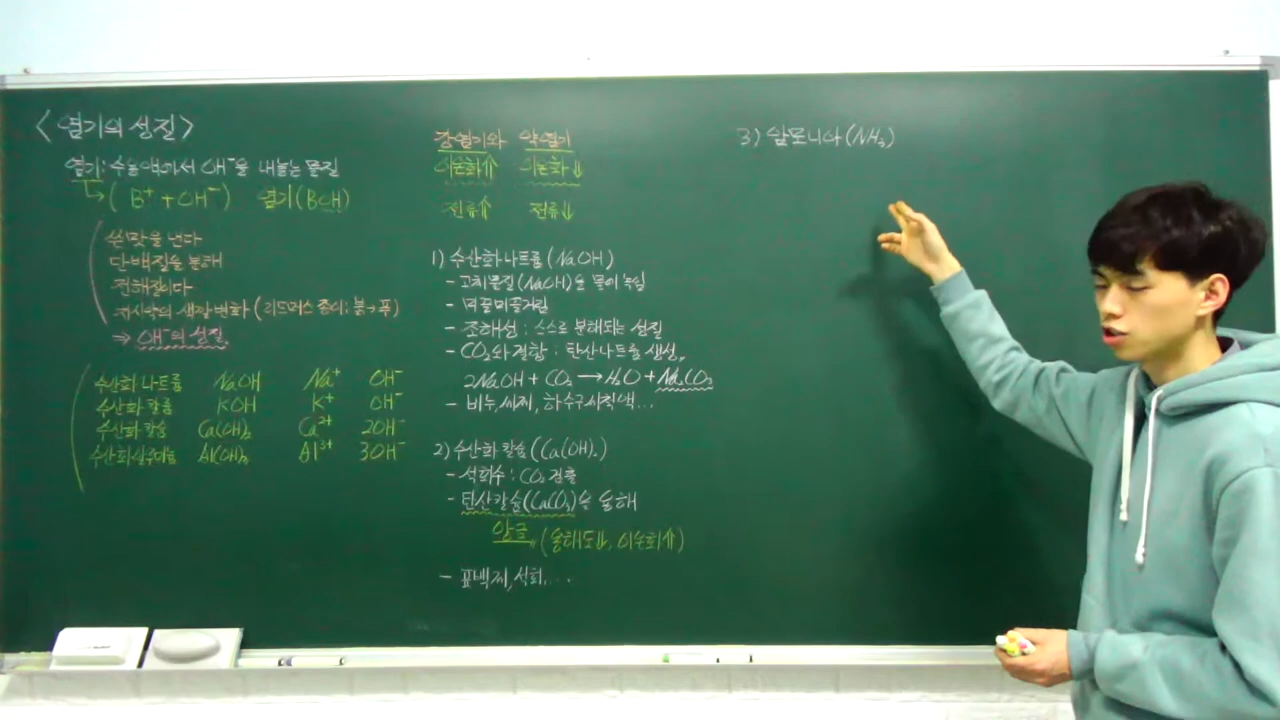 <염기의 성질>
염기 : 수용액에서 OH⁻을 내놓는 물질
↳ ( B⁺ + OH⁻ ) 염기(BOH)
쓴맛을 낸다
단백질을 분해
전해질이다
지시약의 색깔 변화 (리트머스 종이 : 붉→푸)
⇒ OH⁻의 성질.
수산화 나트륨 NaOH Na⁺ OH⁻
수산화 칼륨 KOH K⁺ OH⁻
수산화 칼슘 Ca(OH)₂ Ca²⁺ 2OH⁻
수산화 알루미늄 Al(OH)₃ Al³⁺ 3OH⁻
강염기와 약염기
이온화↑ 이온화↓
전류↑ 전류↓
1) 수산화 나트륨 (NaOH)
- 고체물질(NaOH)은 물에 녹음
- 미끌미끌거림
- 조해성 : 스스로 분해되는 성질
- CO₂와 결합 : 탄산나트륨 생성.
2NaOH + CO₂ → H₂O + Na₂CO₃
- 비누, 세제, 하수구세척액...
2) 수산화 칼슘 (Ca(OH)₂)
- 석회수 : CO₂ 검출
- 탄산칼슘(CaCO₃)을 용해
앙금 (용해도↓, 이온화↑)
- 표백제, 석회...
3) 암모니아 (NH₃)